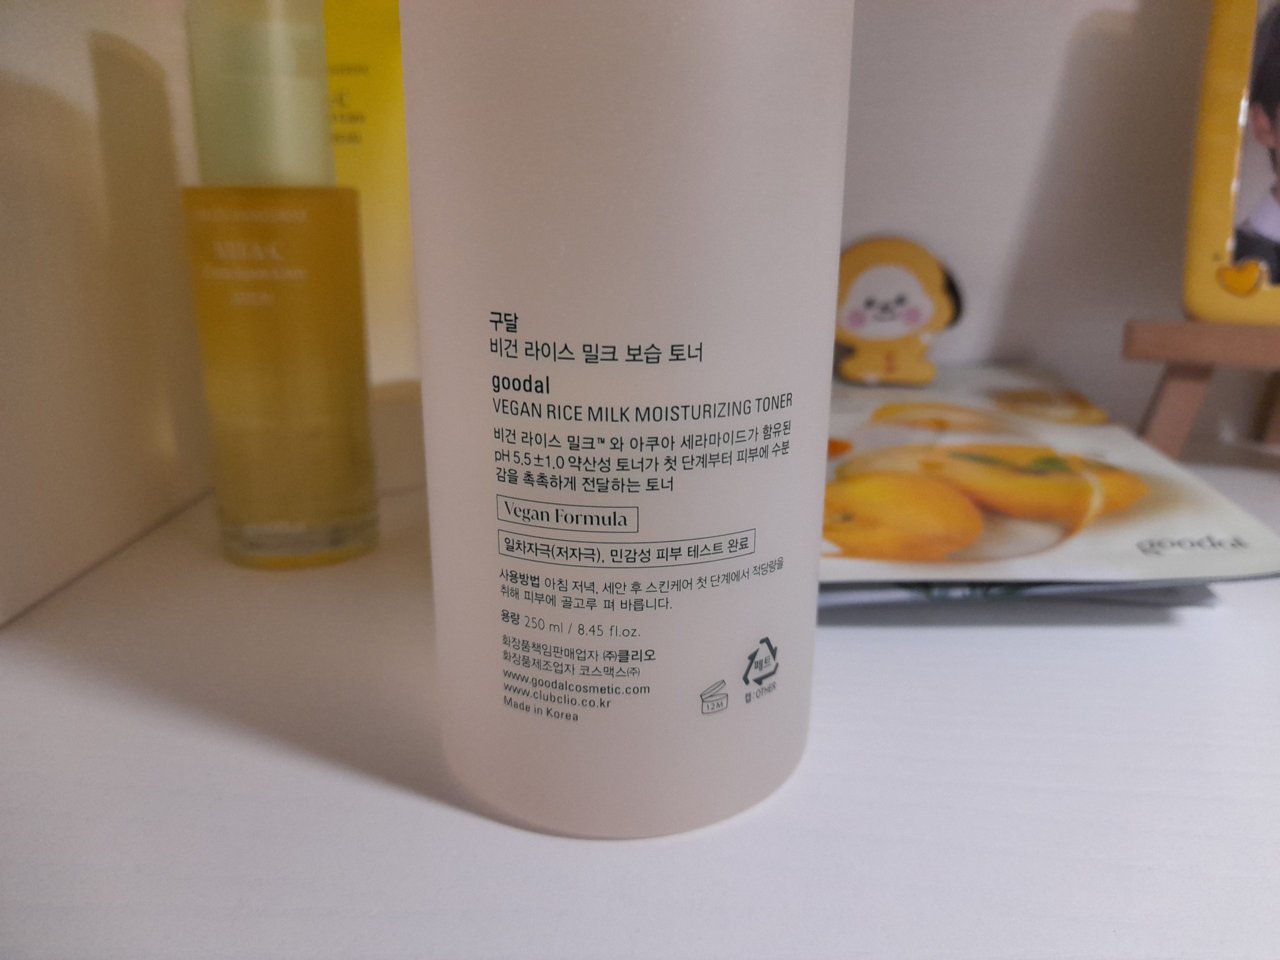 구달
비건 라이스 밀크 보습 토너
goodal
VEGAN RICE MILK MOISTURIZING TONER
비건 라이스 밀크™ 와 아쿠아 세라마이드가 함유된
pH 5.5±1.0 약산성 토너가 첫 단계부터 피부에 수분
감을 촉촉하게 전달하는 토너
Vegan Formula
일차자극(저자극), 민감성 피부 테스트 완료
사용방법 아침 저녁, 세안 후 스킨케어 첫 단계에서 적당량을
취해 피부에 골고루 펴 바릅니다.
용량 250 ml / 8.45 fl.oz.
화장품책임판매업자 ㈜클리오
화장품제조업자 코스맥스㈜
www.goodalcosmetic.com
www.clubclio.co.kr
Made in Korea
12M
페트
캡 : OTHER
VITA-C
goodal